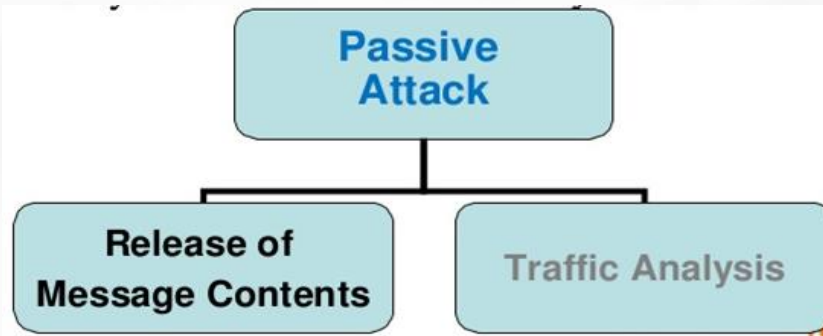 Passive
Attack
Release of
Message Contents
Traffic Analysis